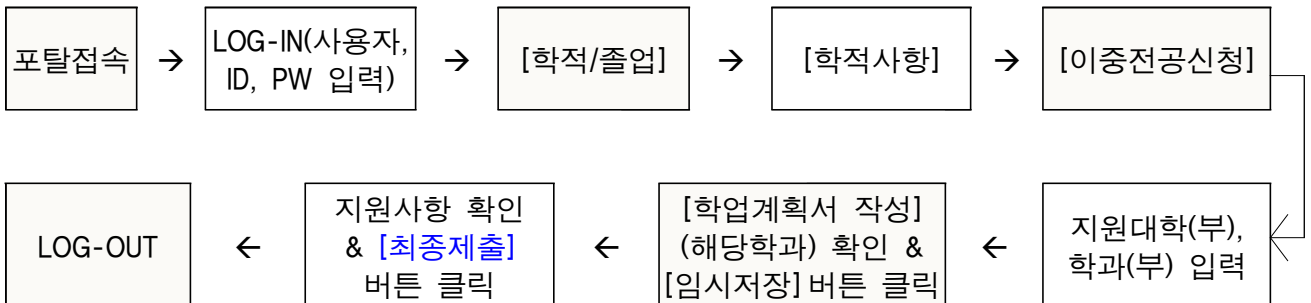 포탈접속
→
LOG-IN(사용자,
ID, PW 입력)
→
[학적/졸업]
→
[학적사항]
→
[이중전공신청]
지원대학(부),
학과(부) 입력
←
[학업계획서 작성]
(해당학과) 확인 &
[임시저장] 버튼 클릭
←
지원사항 확인
& [최종제출]
버튼 클릭
←
LOG-OUT